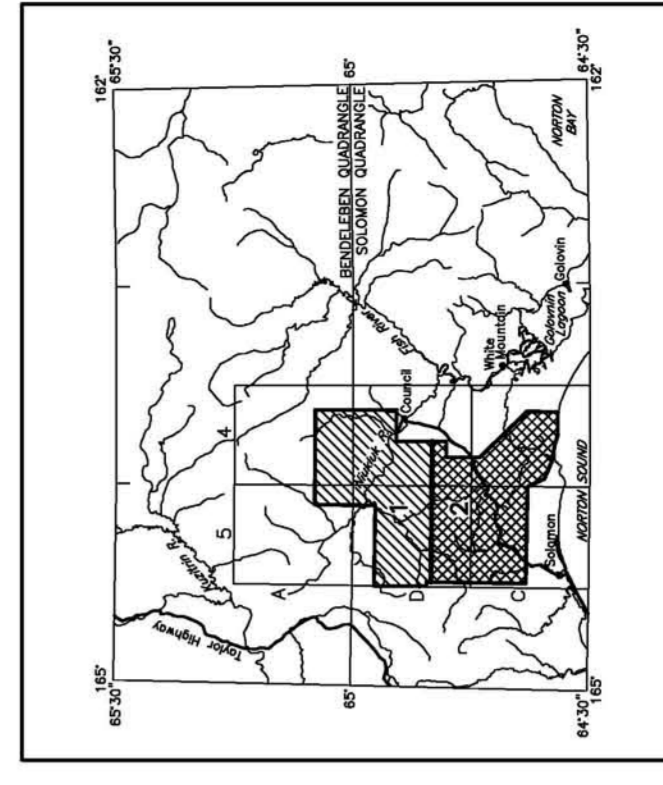 165° 162°
65°30" 65°30"
Kuzitrin R.
Taylor Highway
5 4
A
BENDELEBEN QUADRANGLE
65° 65°
SOLOMON QUADRANGLE
Niukluk R.
1
Fish River
Council
D
2
White
Mountain
C
Golovnin
Lagoon
Golovin
Solomon
NORTON SOUND
NORTON
BAY
64°30" 64°30"
165° 162°